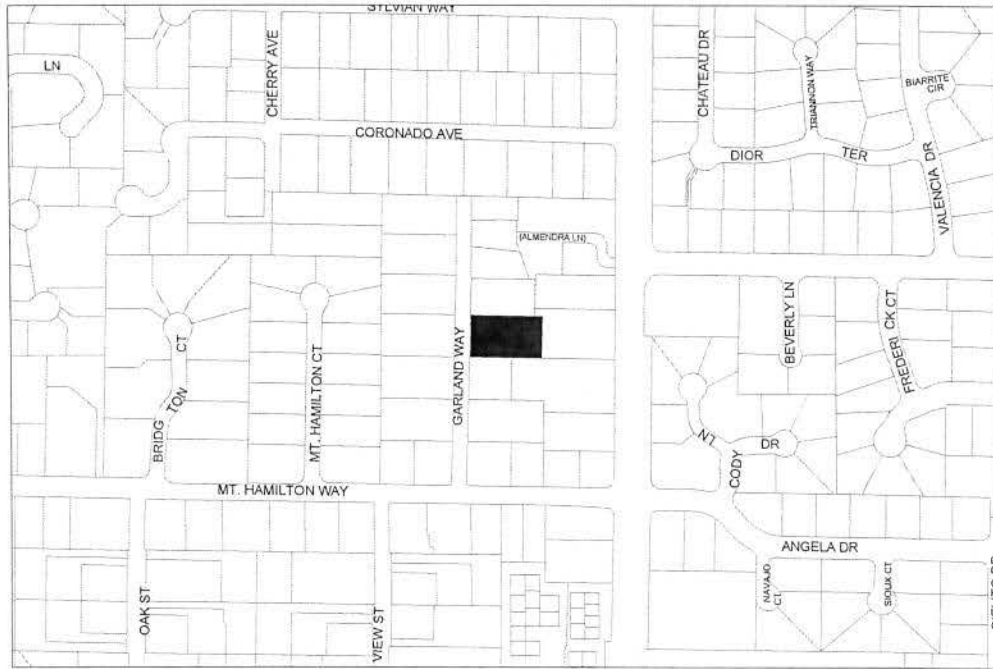 SYLVIAN WAY
LN
CHERRY AVE
CHATEAU DR
TRIANNON WAY
BIARRITE
CIR
CORONADO AVE
DIOR TER
VALENCIA DR
(ALMENDRA LN)
BRIDG TON CT
MT. HAMILTON CT
GARLAND WAY
BEVERLY LN
FREDERI CK CT
LN
DR
CODY
MT. HAMILTON WAY
ANGELA DR
OAK ST
VIEW ST
NAVAJO
CT
SIOUX CT